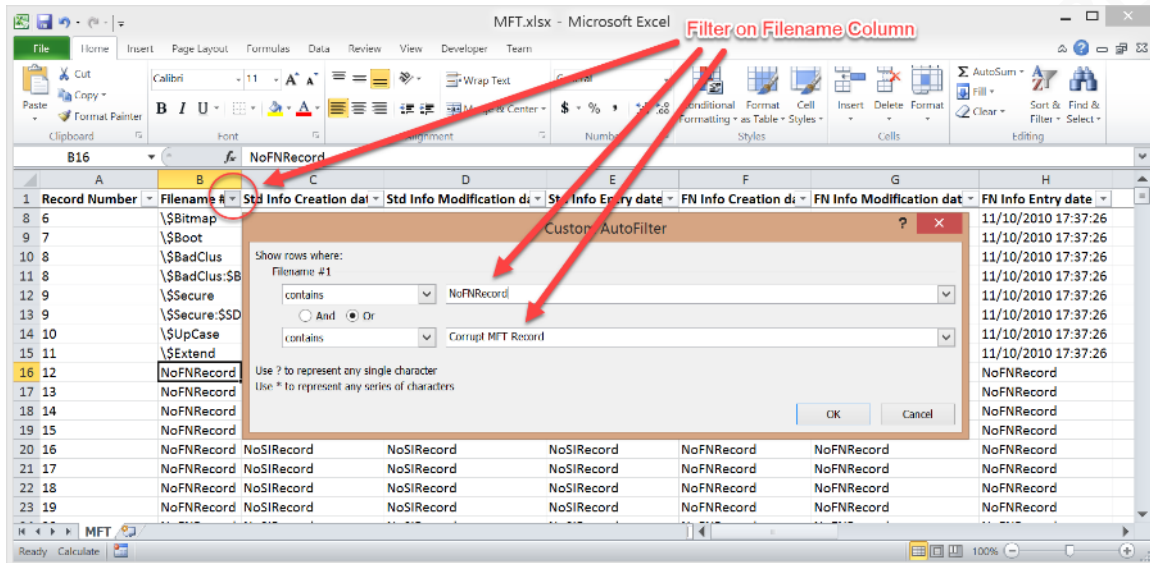 MFT.xlsx - Microsoft Excel
Filter on Filename Column
File Home Insert Page Layout Formulas Data Review View Developer Team
Cut
Copy
Format Painter
Paste
Calibri 11
B I U
Wrap Text
Conditional Formatting
Format as Table
Cell Styles
Insert Delete Format
AutoSum
Fill
Clear
Sort & Filter
Find & Select
Clipboard Font Alignment Number Styles Cells Editing
B16 fx NoFNRecord
A B C D E F G H
1 Record Number Filename # Std Info Creation dat Std Info Modification da Std Info Entry date FN Info Creation da FN Info Modification dat FN Info Entry date
8 6 \$Bitmap 11/10/2010 17:37:26
9 7 \$Boot 11/10/2010 17:37:26
10 8 \$BadClus 11/10/2010 17:37:26
11 8 \$BadClus:$B 11/10/2010 17:37:26
12 9 \$Secure 11/10/2010 17:37:26
13 9 \$Secure:$SD 11/10/2010 17:37:26
14 10 \$UpCase 11/10/2010 17:37:26
15 11 \$Extend 11/10/2010 17:37:26
16 12 NoFNRecord NoFNRecord
17 13 NoFNRecord NoFNRecord
18 14 NoFNRecord NoFNRecord
19 15 NoFNRecord NoFNRecord
Custom AutoFilter ?
Show rows where:
Filename #1
contains NoFNRecord
And Or
contains Corrupt MFT Record
Use ? to represent any single character
Use * to represent any series of characters
OK Cancel
20 16 NoFNRecord NoSIRecord NoSIRecord NoSIRecord NoFNRecord NoFNRecord NoFNRecord
21 17 NoFNRecord NoSIRecord NoSIRecord NoSIRecord NoFNRecord NoFNRecord NoFNRecord
22 18 NoFNRecord NoSIRecord NoSIRecord NoSIRecord NoFNRecord NoFNRecord NoFNRecord
23 19 NoFNRecord NoSIRecord NoSIRecord NoSIRecord NoFNRecord NoFNRecord NoFNRecord
MFT
Ready Calculate 100%